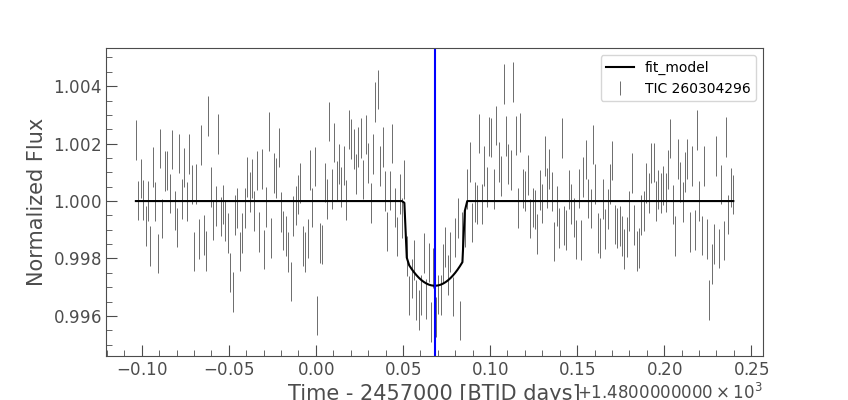 fit_model
TIC 260304296
1.004
1.002
1.000
0.998
0.996
Normalized Flux
−0.10 −0.05 0.00 0.05 0.10 0.15 0.20 0.25
Time - 2457000 [BTJD days]
+1.4800000000 × 10³